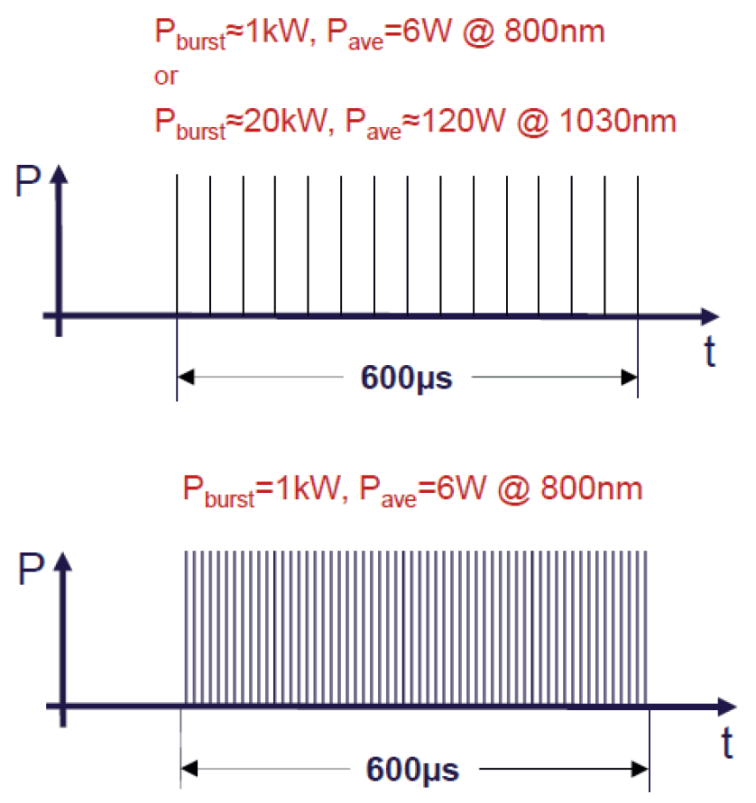 Pburst≈1kW, Pave=6W @ 800nm
or
Pburst≈20kW, Pave≈120W @ 1030nm
P
t
600µs
Pburst=1kW, Pave=6W @ 800nm
P
t
600µs